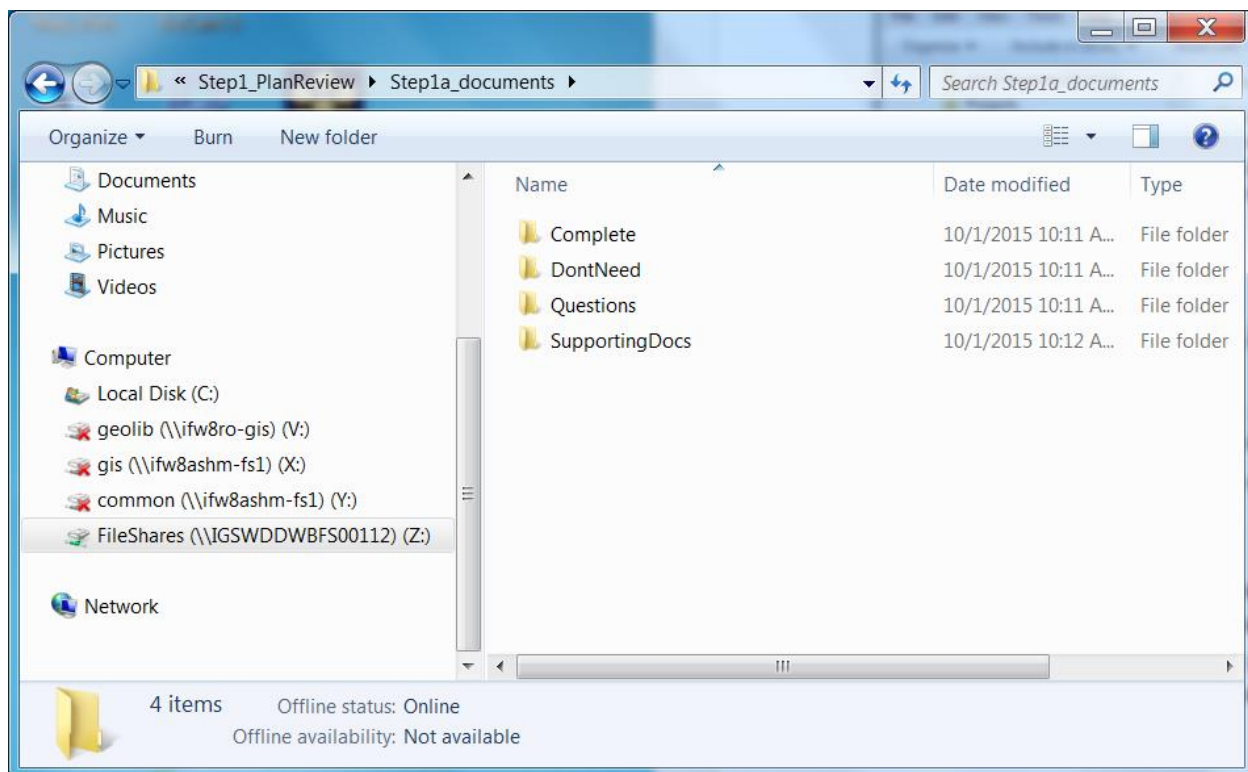 « Step1_PlanReview Step1a_documents
Search Step1a_documents
Organize Burn New folder
Documents
Music
Pictures
Videos
Computer
Local Disk (C:)
geolib (\\ifw8ro-gis) (V:)
gis (\\ifw8ashm-fs1) (X:)
common (\\ifw8ashm-fs1) (Y:)
FileShares (\\IGSWDDWBFS00112) (Z:)
Network
Name Date modified Type
Complete 10/1/2015 10:11 A... File folder
DontNeed 10/1/2015 10:11 A... File folder
Questions 10/1/2015 10:11 A... File folder
SupportingDocs 10/1/2015 10:12 A... File folder
4 items Offline status: Online
Offline availability: Not available